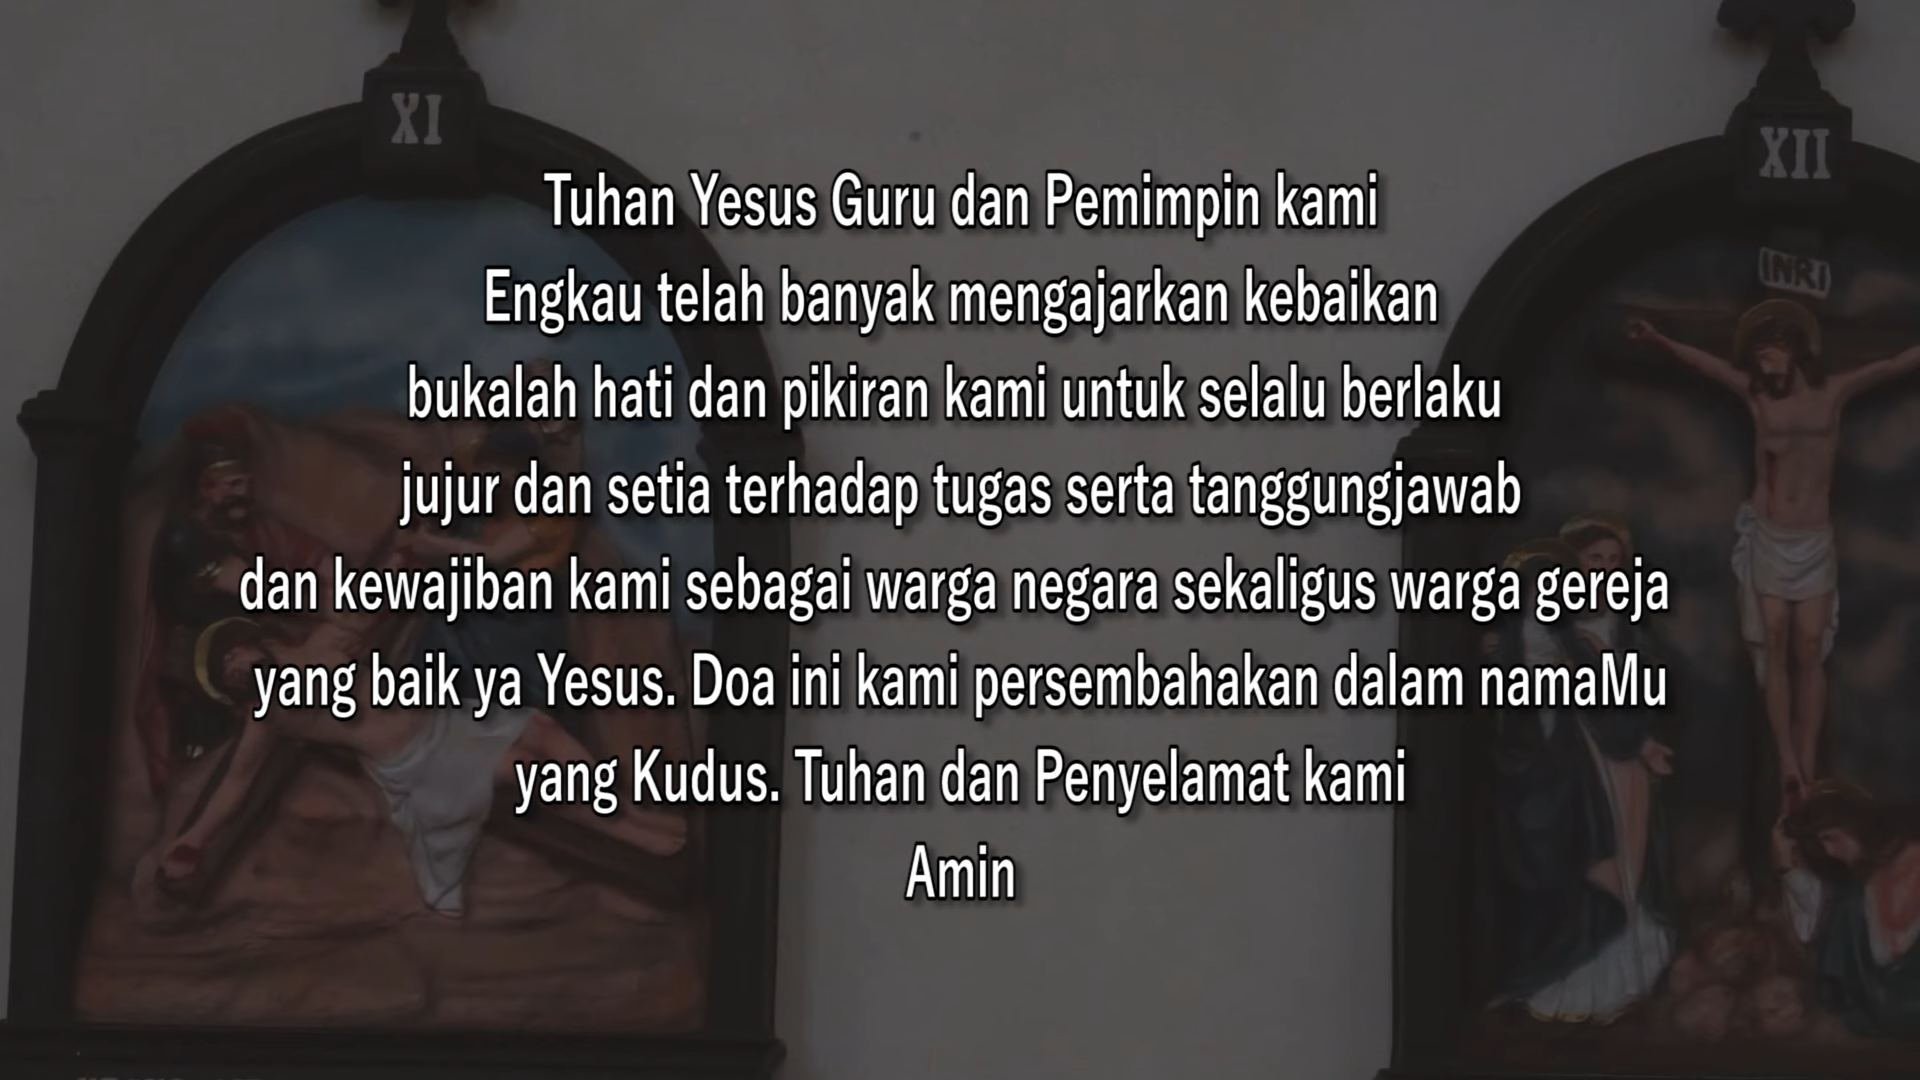 XI
XII
INRI
Tuhan Yesus Guru dan Pemimpin kami
Engkau telah banyak mengajarkan kebaikan
bukalah hati dan pikiran kami untuk selalu berlaku
jujur dan setia terhadap tugas serta tanggungjawab
dan kewajiban kami sebagai warga negara sekaligus warga gereja
yang baik ya Yesus. Doa ini kami persembahakan dalam namaMu
yang Kudus. Tuhan dan Penyelamat kami
Amin